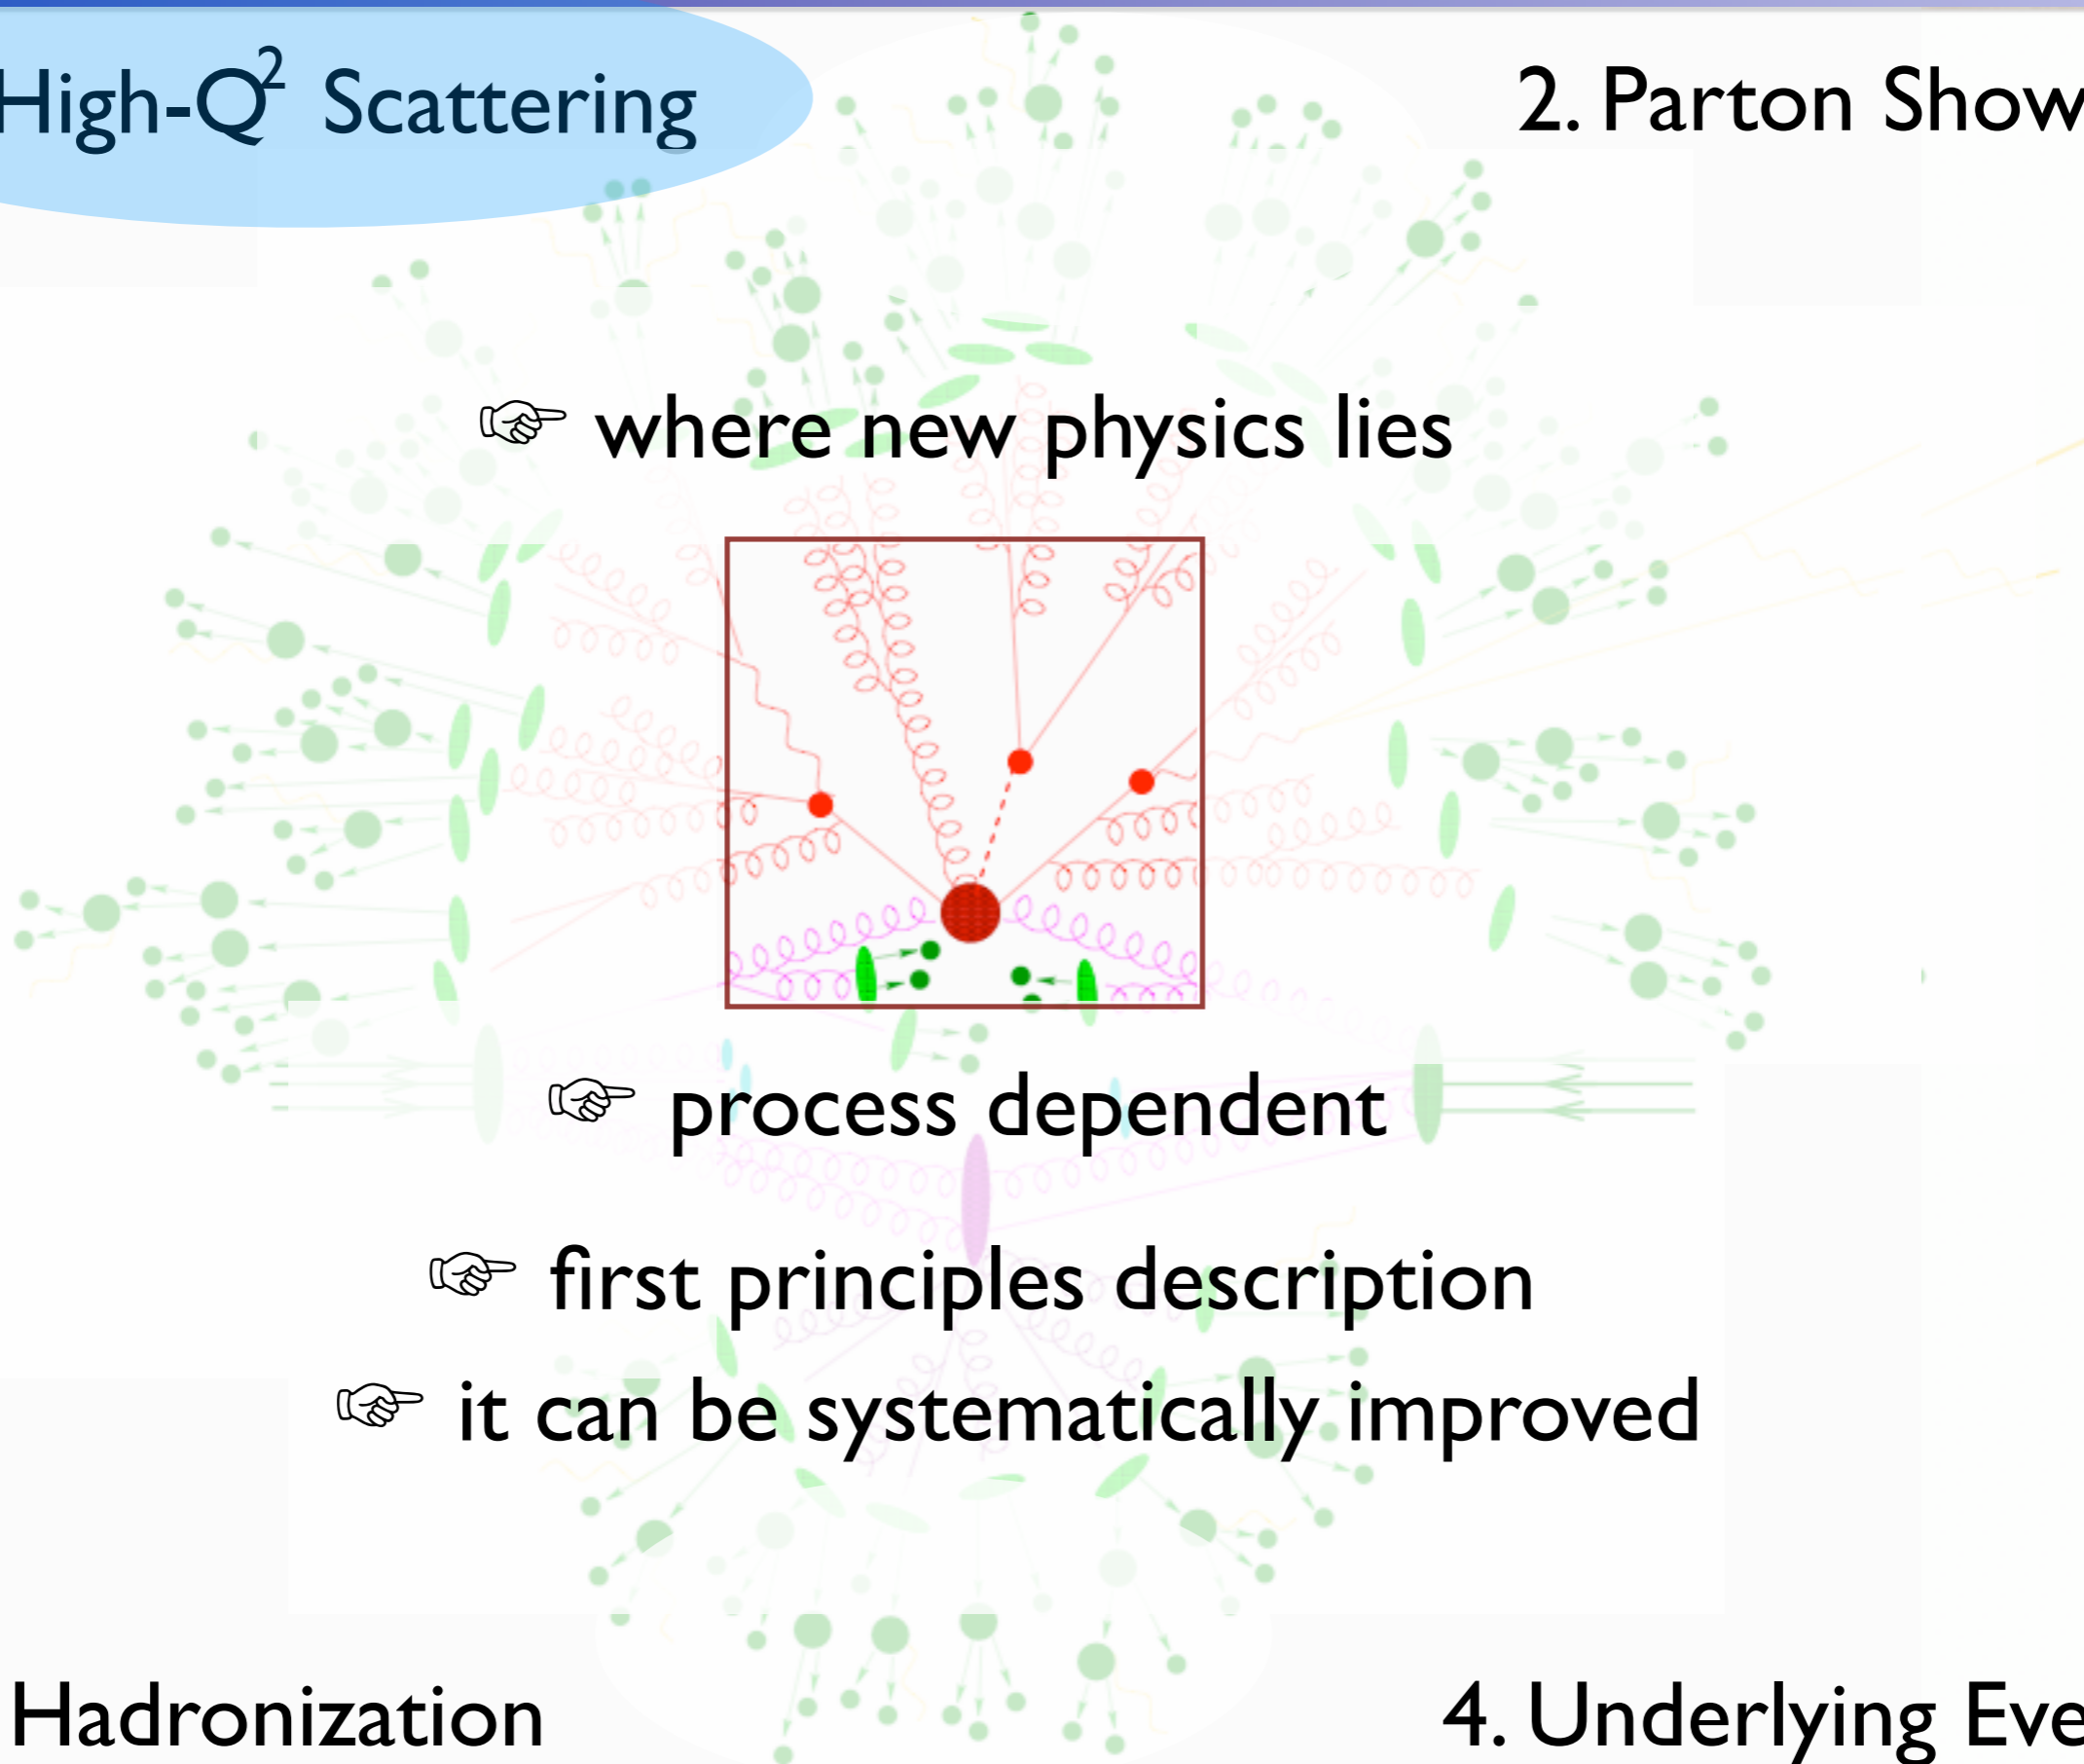 High-Q² Scattering
2. Parton Show
☞ where new physics lies
☞ process dependent
☞ first principles description
☞ it can be systematically improved
Hadronization
4. Underlying Eve